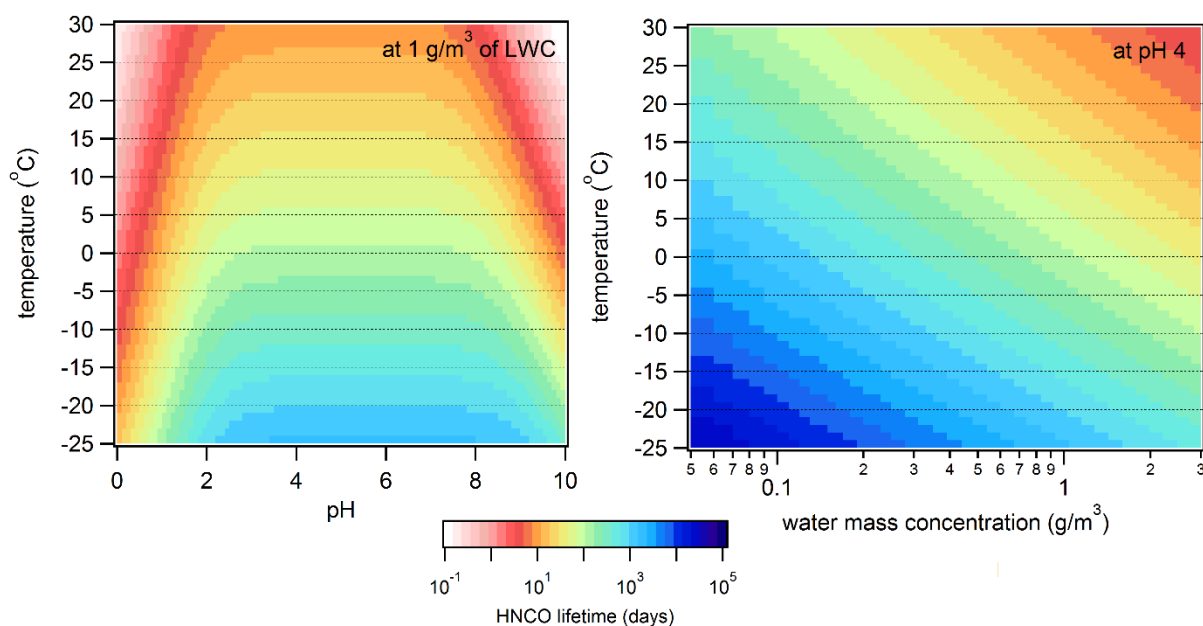 at 1 g/m³ of LWC
30
25
20
15
10
5
0
-5
-10
-15
-20
-25
temperature (°C)
0 2 4 6 8 10
pH
at pH 4
30
25
20
15
10
5
0
-5
-10
-15
-20
-25
temperature (°C)
5 6 7 8 9 2 3 4 5 6 7 8 9 2 3
0.1 1
water mass concentration (g/m³)
10⁻¹ 10¹ 10³ 10⁵
HNCO lifetime (days)